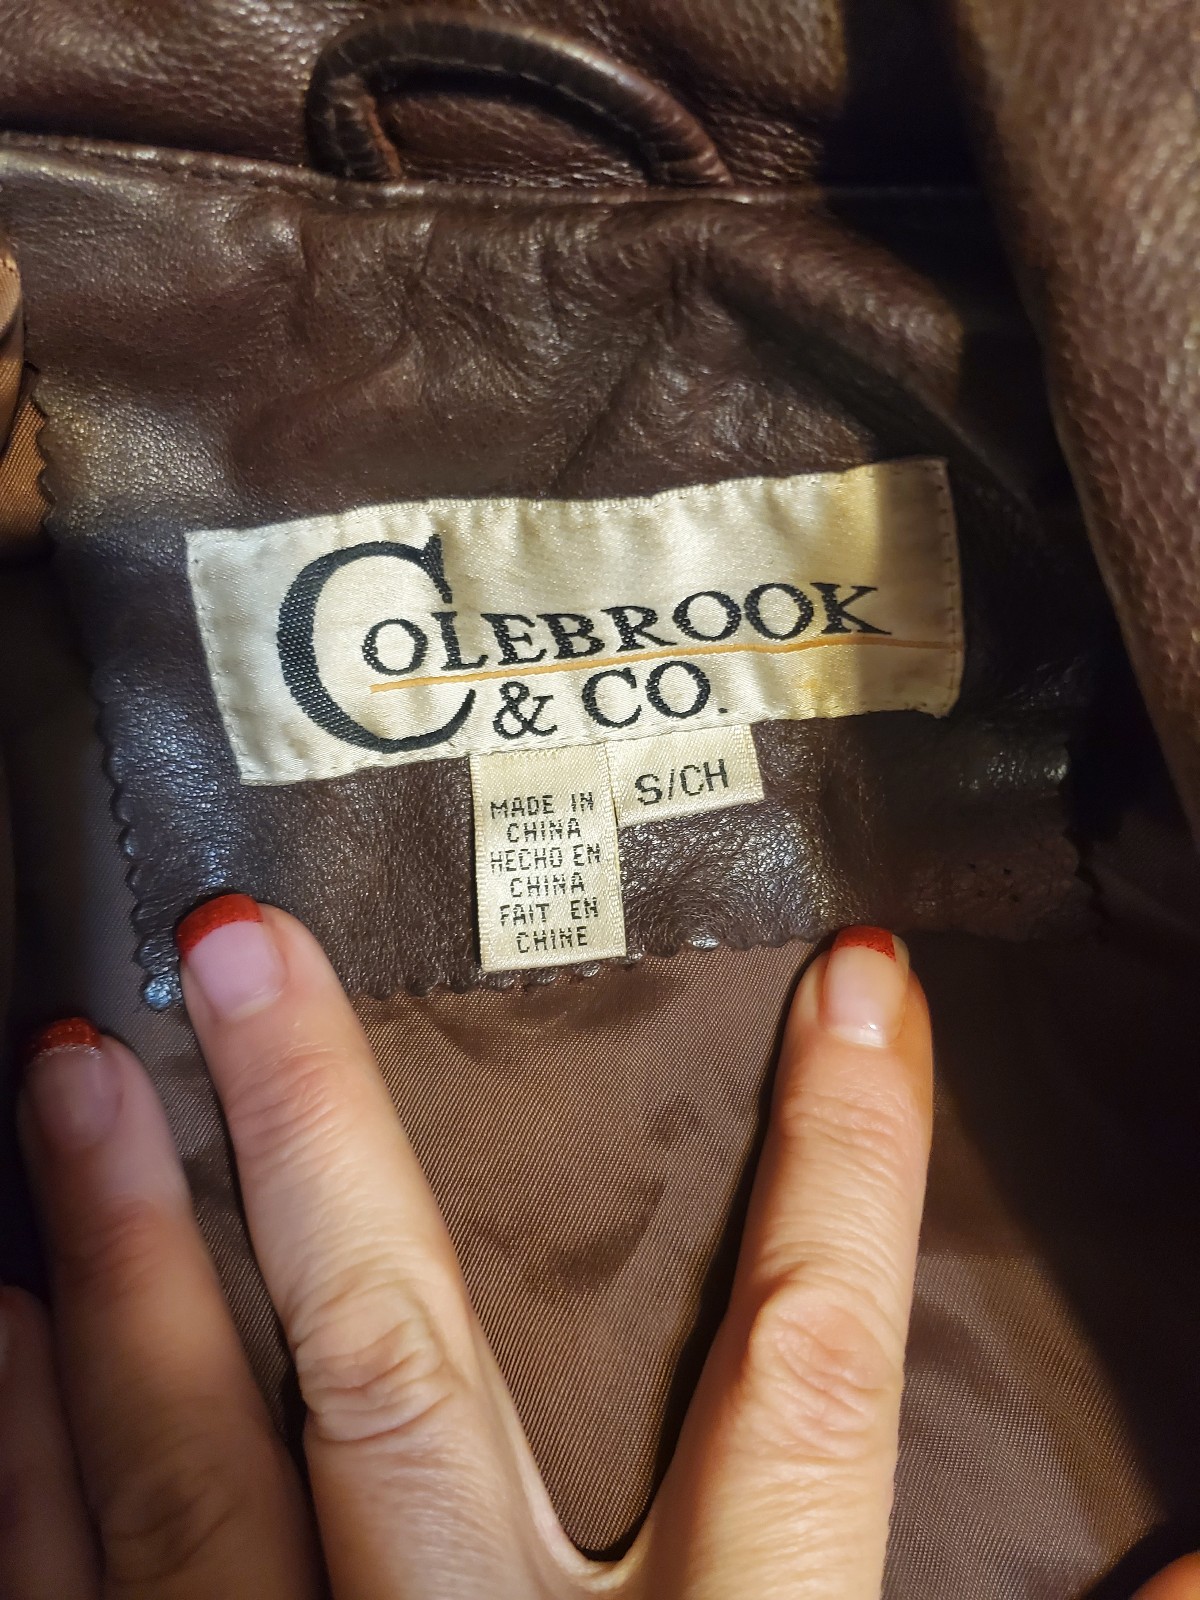 COLEBROOK
& CO.
S/CH
MADE IN
CHINA
HECHO EN
CHINA
FAIT EN
CHINE